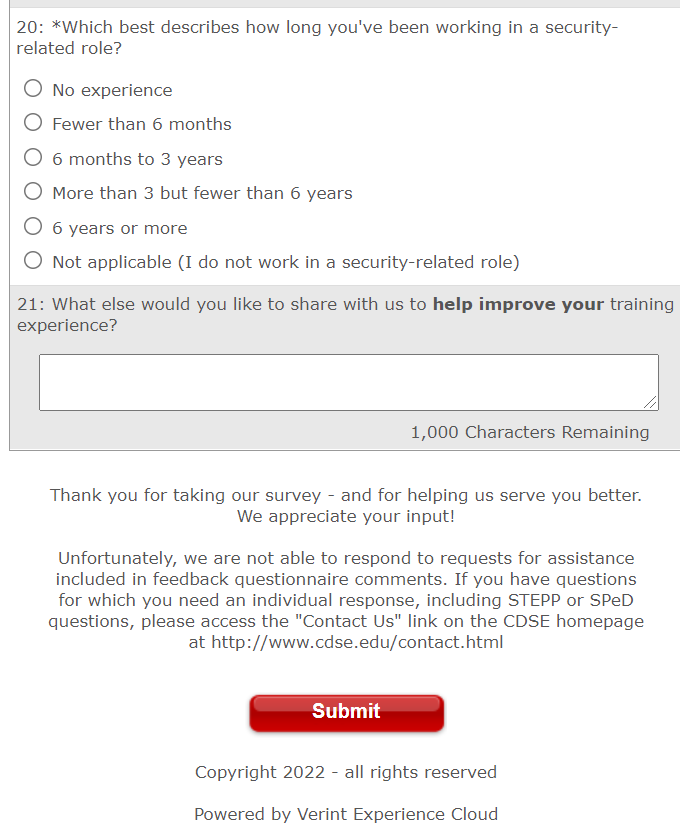 20: *Which best describes how long you've been working in a security-
related role?
No experience
Fewer than 6 months
6 months to 3 years
More than 3 but fewer than 6 years
6 years or more
Not applicable (I do not work in a security-related role)
21: What else would you like to share with us to help improve your training
experience?
1,000 Characters Remaining
Thank you for taking our survey - and for helping us serve you better.
We appreciate your input!
Unfortunately, we are not able to respond to requests for assistance
included in feedback questionnaire comments. If you have questions
for which you need an individual response, including STEPP or SPeD
questions, please access the "Contact Us" link on the CDSE homepage
at http://www.cdse.edu/contact.html
Submit
Copyright 2022 - all rights reserved
Powered by Verint Experience Cloud